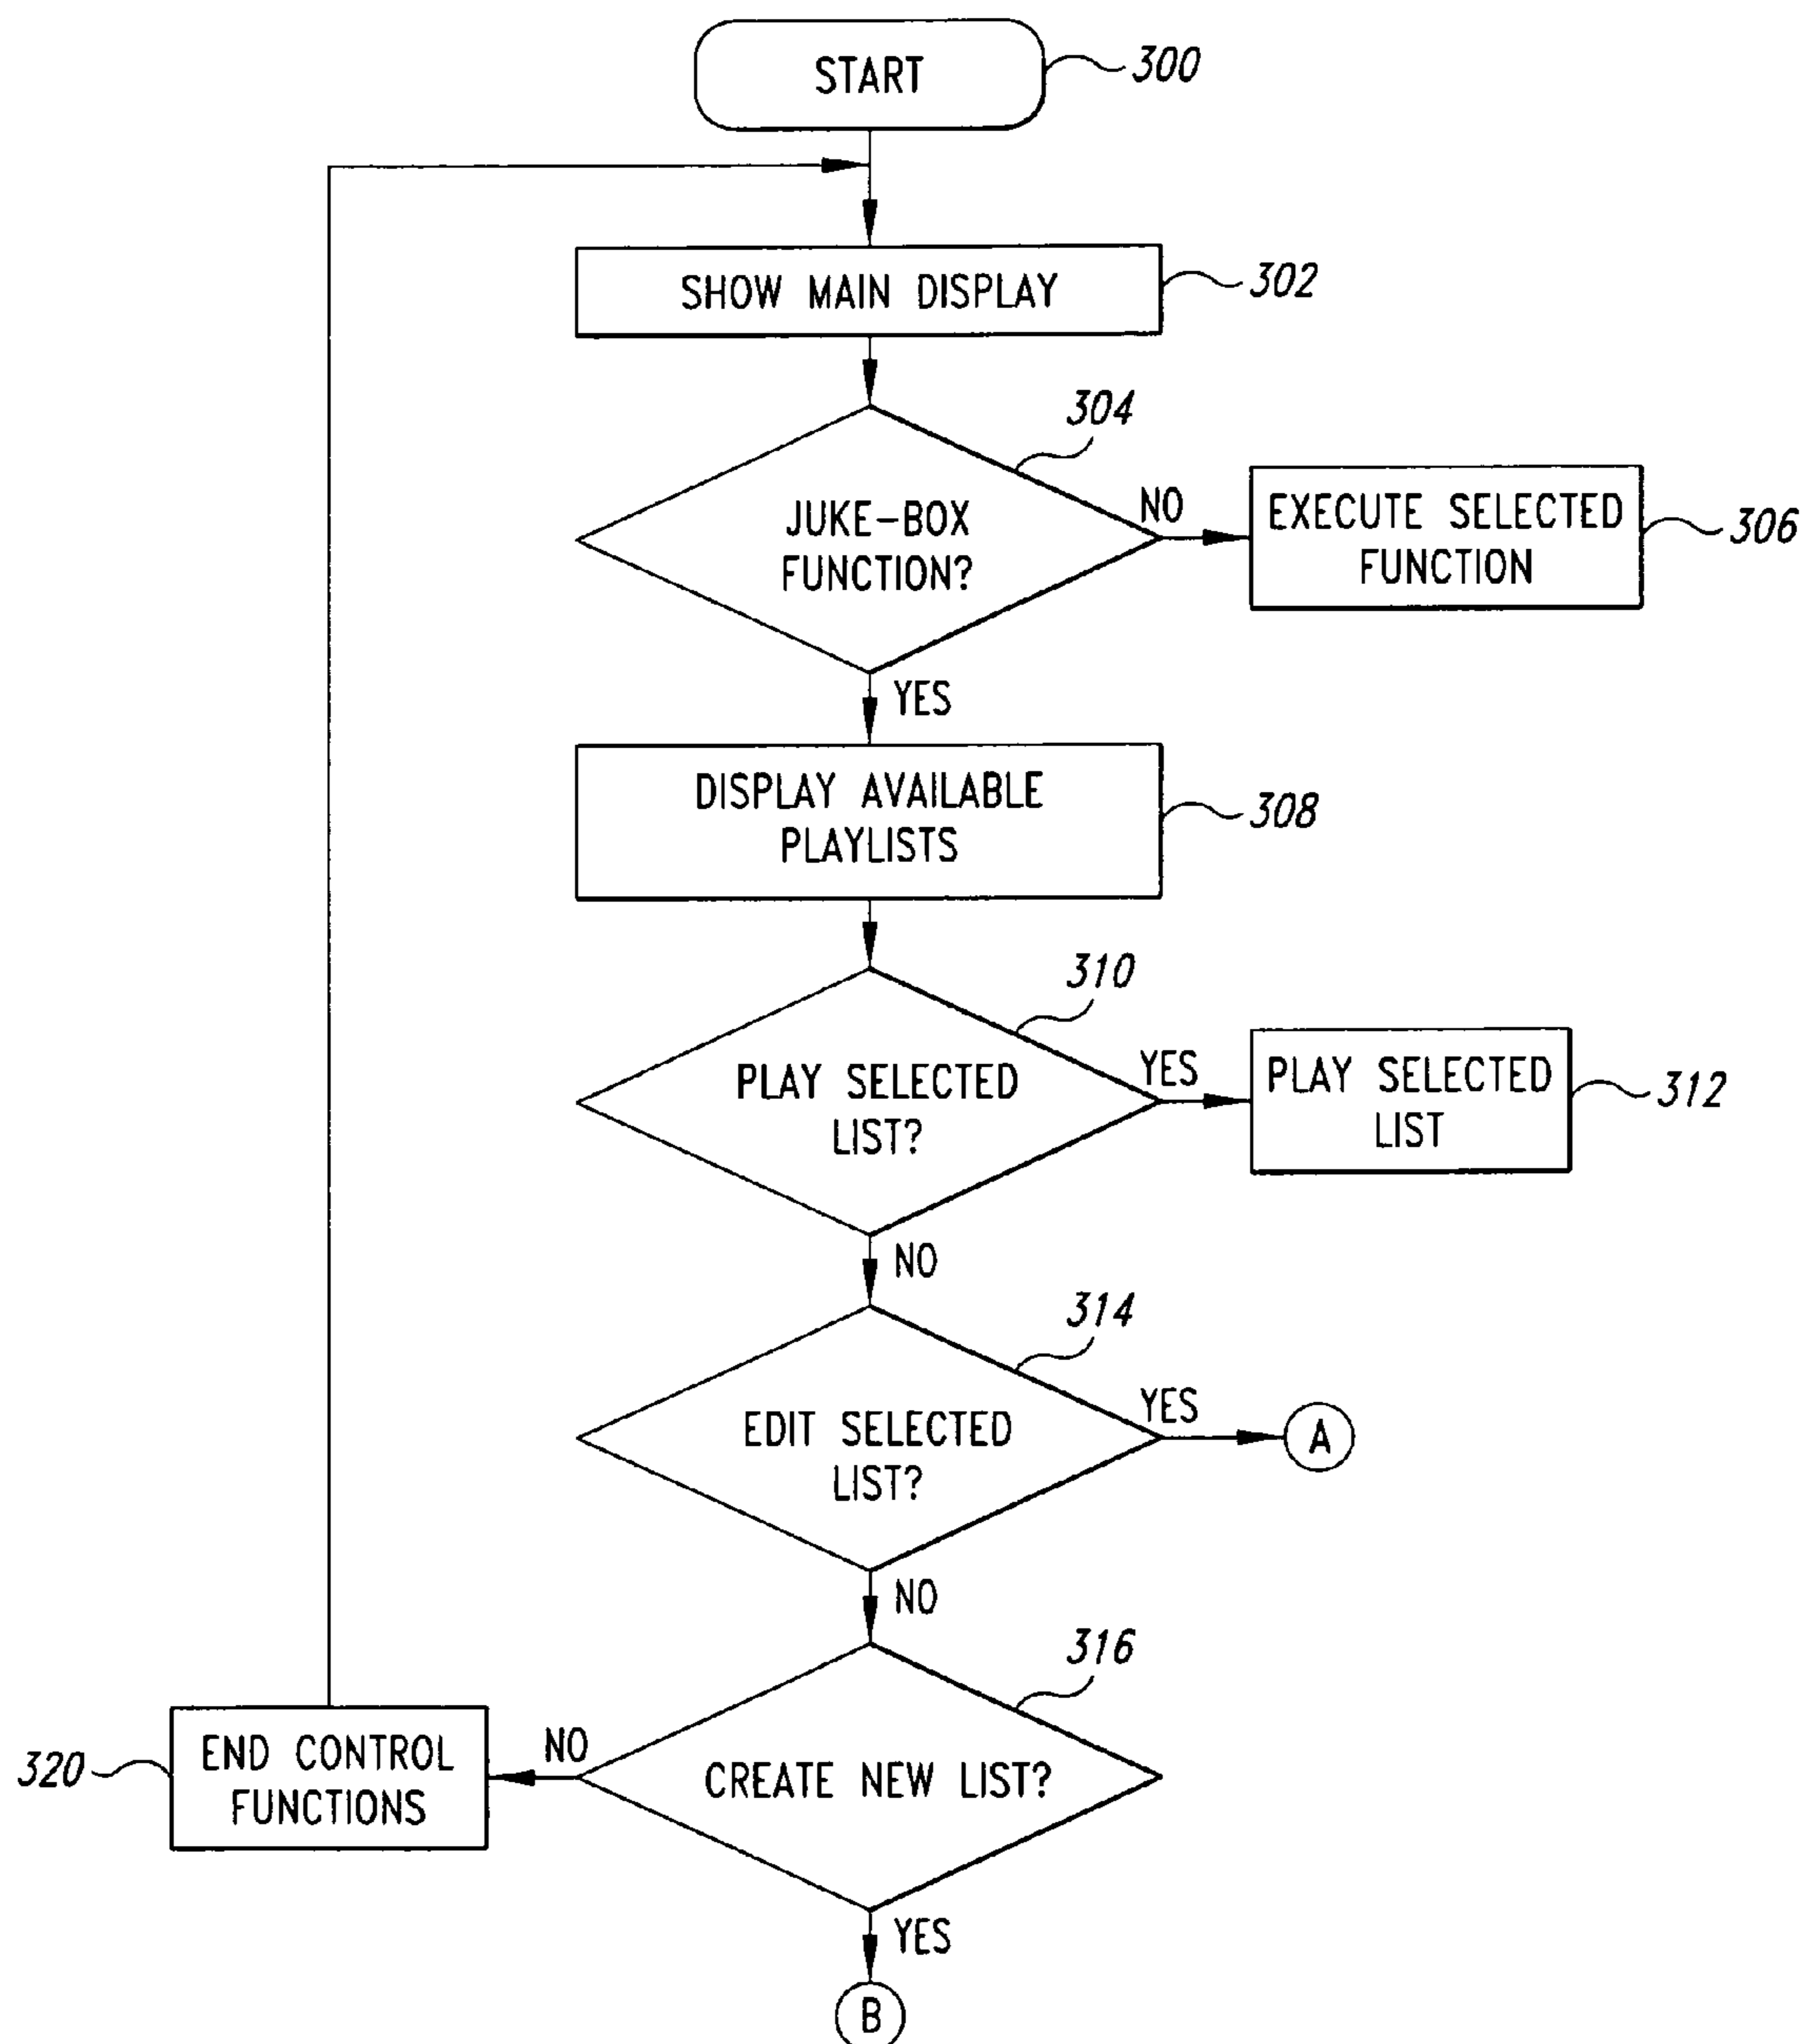 START
300
SHOW MAIN DISPLAY
302
304
JUKE-BOX
FUNCTION?
NO
EXECUTE SELECTED
FUNCTION
306
YES
DISPLAY AVAILABLE
PLAYLISTS
308
310
PLAY SELECTED
LIST?
YES
PLAY SELECTED
LIST
312
NO
314
EDIT SELECTED
LIST?
YES
A
NO
316
CREATE NEW LIST?
NO
END CONTROL
FUNCTIONS
320
YES
B